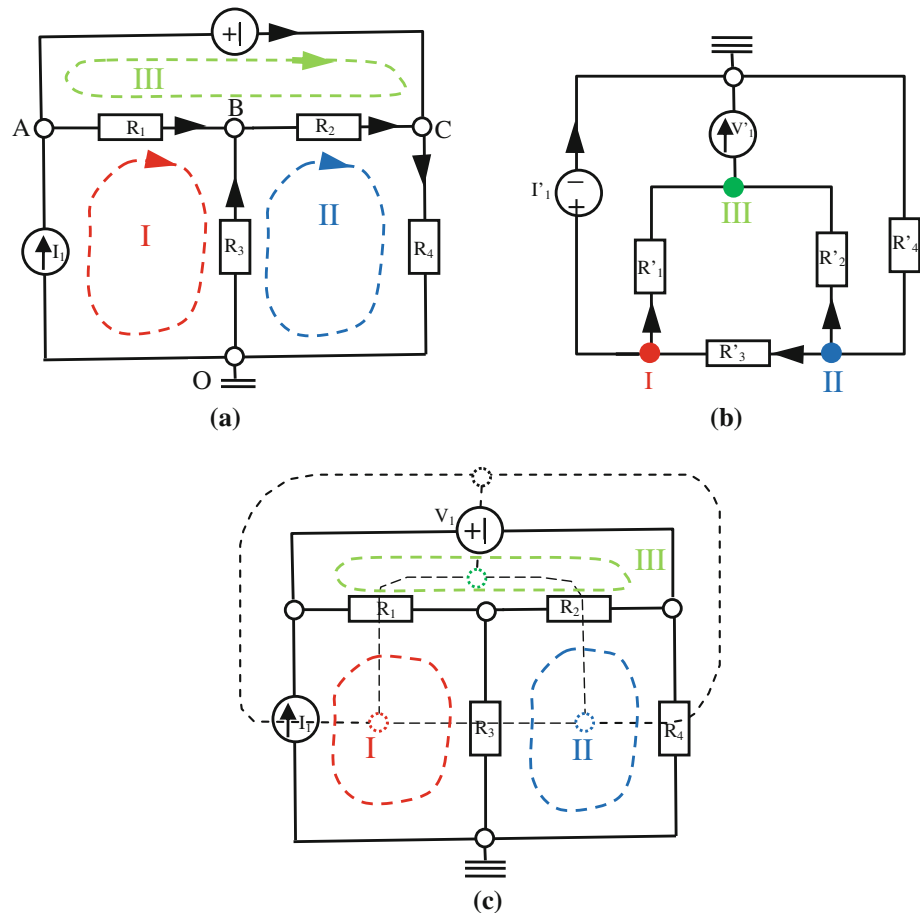 +|
III
A
R₁
B
R₂
C
I
II
I₁
R₃
R₄
O
(a)
V'₁
I'₁
−
+
III
R'₁
R'₂
R'₄
I
R'₃
II
(b)
V₁
+|
III
R₁
R₂
I₁
R₃
R₄
I
II
(c)